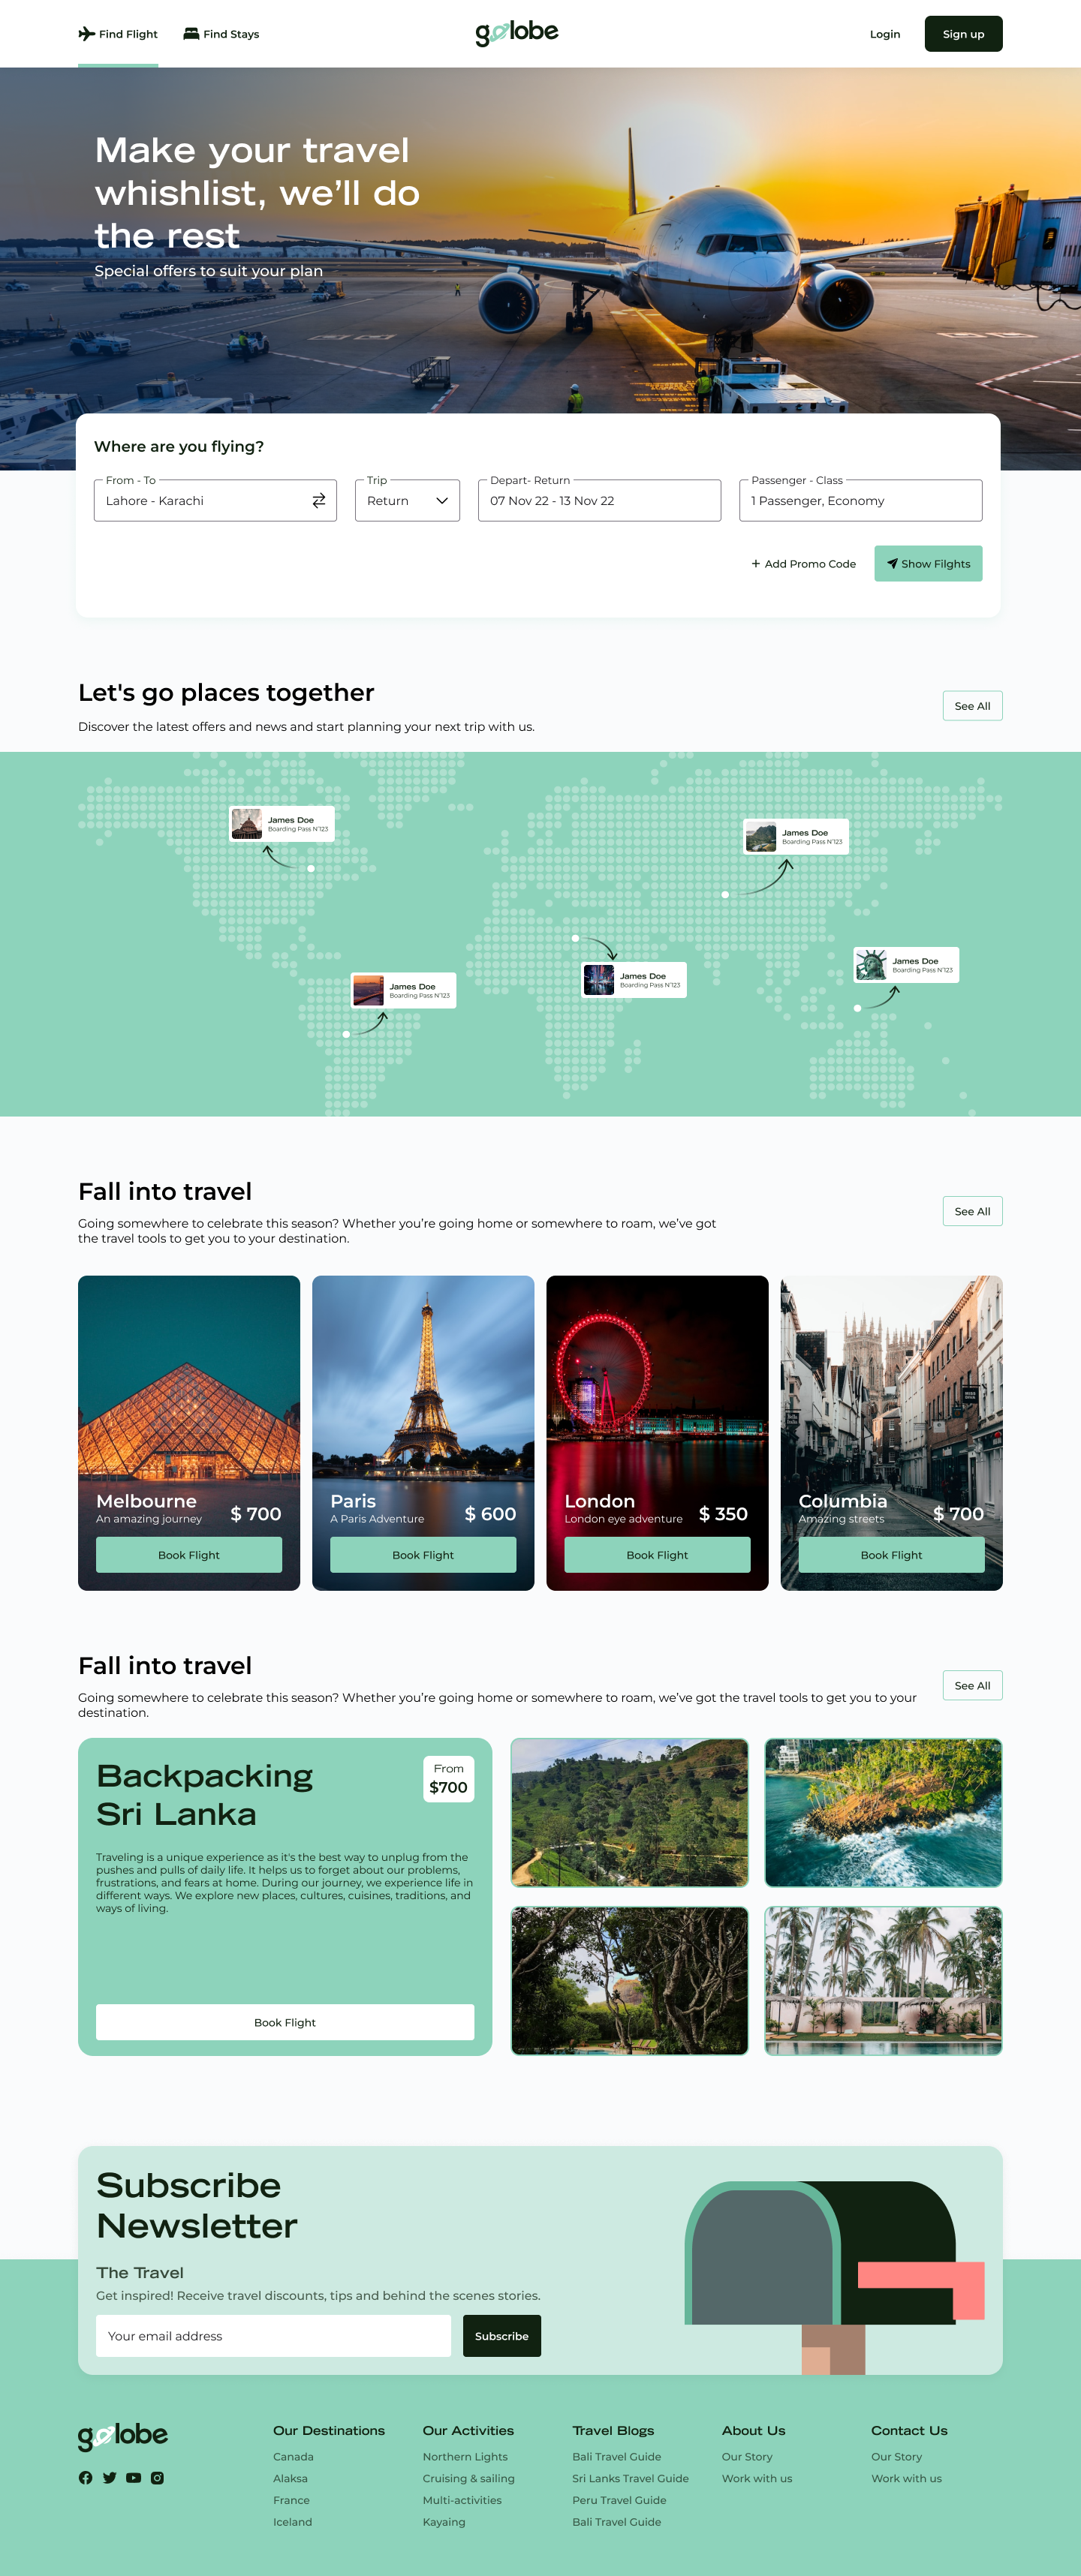 Find Flight
Find Stays
golobe
Login
Sign up
Make your travel
whishlist, we’ll do
the rest
Special offers to suit your plan
Where are you flying?
From - To
Lahore - Karachi
Trip
Return
Depart- Return
07 Nov 22 - 13 Nov 22
Passenger - Class
1 Passenger, Economy
+ Add Promo Code
Show Filghts
Let's go places together
Discover the latest offers and news and start planning your next trip with us.
See All
James Doe
Boarding Pass N'123
James Doe
Boarding Pass N'123
James Doe
Boarding Pass N'123
James Doe
Boarding Pass N'123
James Doe
Boarding Pass N'123
Fall into travel
Going somewhere to celebrate this season? Whether you’re going home or somewhere to roam, we’ve got
the travel tools to get you to your destination.
See All
Melbourne
An amazing journey
$ 700
Book Flight
Paris
A Paris Adventure
$ 600
Book Flight
London
London eye adventure
$ 350
Book Flight
Columbia
Amazing streets
$ 700
Book Flight
Fall into travel
Going somewhere to celebrate this season? Whether you’re going home or somewhere to roam, we’ve got the travel tools to get you to your
destination.
See All
Backpacking
Sri Lanka
From
$700
Traveling is a unique experience as it's the best way to unplug from the
pushes and pulls of daily life. It helps us to forget about our problems,
frustrations, and fears at home. During our journey, we experience life in
different ways. We explore new places, cultures, cuisines, traditions, and
ways of living.
Book Flight
Subscribe
Newsletter
The Travel
Get inspired! Receive travel discounts, tips and behind the scenes stories.
Your email address
Subscribe
golobe
Our Destinations
Canada
Alaksa
France
Iceland
Our Activities
Northern Lights
Cruising & sailing
Multi-activities
Kayaing
Travel Blogs
Bali Travel Guide
Sri Lanks Travel Guide
Peru Travel Guide
Bali Travel Guide
About Us
Our Story
Work with us
Contact Us
Our Story
Work with us